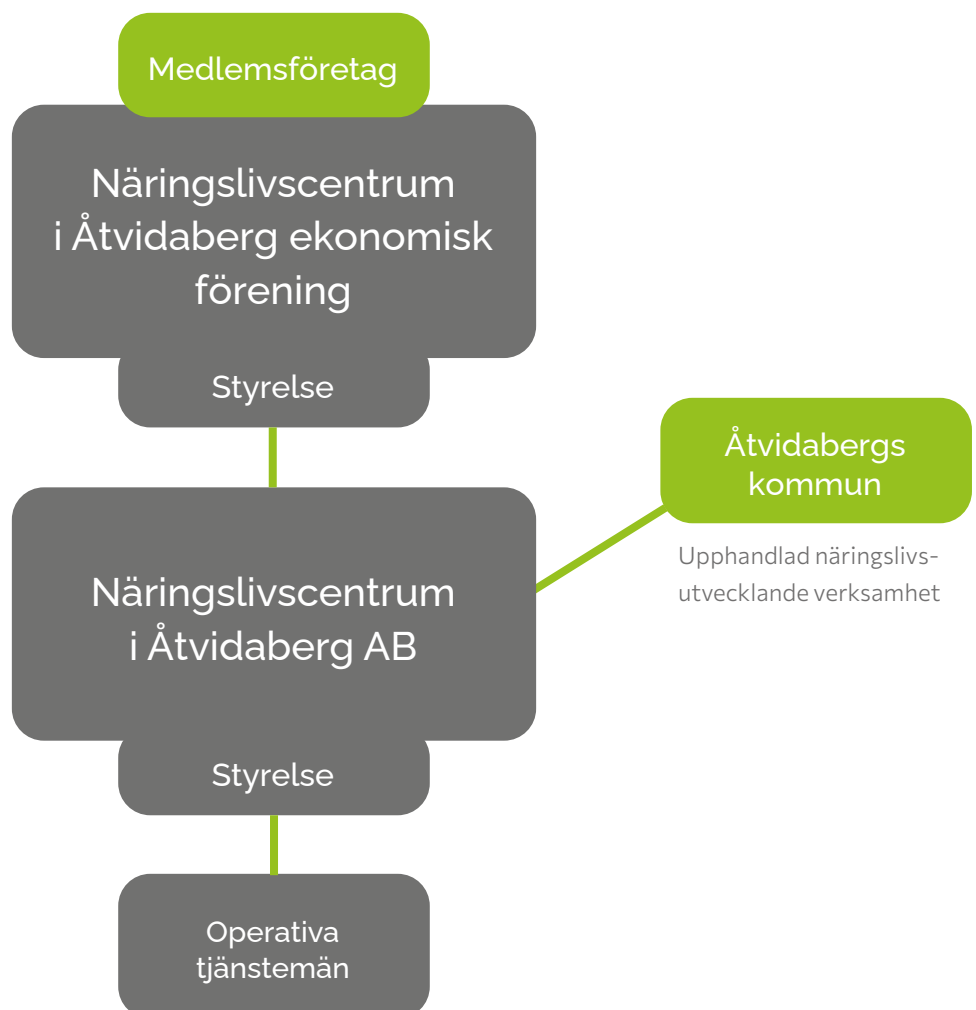 Medlemsföretag
Näringslivscentrum
i Åtvidaberg ekonomisk
förening
Styrelse
Åtvidabergs
kommun
Upphandlad näringslivs-
utvecklande verksamhet
Näringslivscentrum
i Åtvidaberg AB
Styrelse
Operativa
tjänstemän